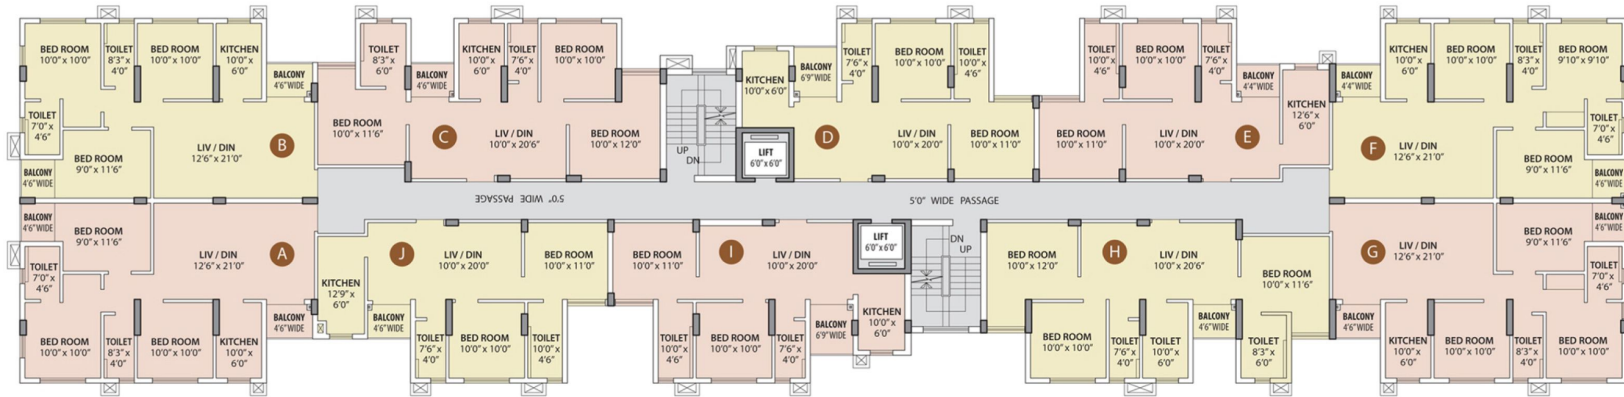 BED ROOM
10'0" x 10'0"
TOILET
8'3" x
4'0"
BED ROOM
10'0" x 10'0"
KITCHEN
10'0" x
6'0"
BALCONY
4'6" WIDE
TOILET
7'0" x
4'6"
BED ROOM
9'0" x 11'6"
BALCONY
4'6" WIDE
LIV / DIN
12'6" x 21'0"
B
BED ROOM
10'0" x 11'6"
TOILET
8'3" x
6'0"
BALCONY
4'6" WIDE
KITCHEN
10'0" x
6'0"
TOILET
7'6" x
4'0"
BED ROOM
10'0" x 10'0"
C
LIV / DIN
10'0" x 20'6"
BED ROOM
10'0" x 12'0"
UP
DN
KITCHEN
10'0" x 6'0"
BALCONY
6'9" WIDE
TOILET
7'6" x
4'0"
BED ROOM
10'0" x 10'0"
TOILET
10'0" x
4'6"
LIFT
6'0" x 6'0"
D
LIV / DIN
10'0" x 20'0"
BED ROOM
10'0" x 11'0"
TOILET
10'0" x
4'6"
BED ROOM
10'0" x 10'0"
TOILET
7'6" x
4'0"
BALCONY
4'4" WIDE
KITCHEN
12'6" x
6'0"
BED ROOM
10'0" x 11'0"
LIV / DIN
10'0" x 20'0"
E
BALCONY
4'4" WIDE
KITCHEN
10'0" x
6'0"
BED ROOM
10'0" x 10'0"
TOILET
8'3" x
4'0"
BED ROOM
9'10" x 9'10"
TOILET
7'0" x
4'6"
F
LIV / DIN
12'6" x 21'0"
BED ROOM
9'0" x 11'6"
BALCONY
4'6" WIDE
5'0" WIDE PASSAGE
5'0" WIDE PASSAGE
BALCONY
4'6" WIDE
BED ROOM
9'0" x 11'6"
TOILET
7'0" x
4'6"
LIV / DIN
12'6" x 21'0"
A
BED ROOM
10'0" x 10'0"
TOILET
8'3" x
4'0"
BED ROOM
10'0" x 10'0"
KITCHEN
10'0" x
6'0"
BALCONY
4'6" WIDE
KITCHEN
12'9" x
6'0"
J
LIV / DIN
10'0" x 20'0"
BED ROOM
10'0" x 11'0"
BALCONY
4'6" WIDE
TOILET
7'6" x
4'0"
BED ROOM
10'0" x 10'0"
TOILET
10'0" x
4'6"
BED ROOM
10'0" x 11'0"
I
LIV / DIN
10'0" x 20'0"
LIFT
6'0" x 6'0"
TOILET
10'0" x
4'6"
BED ROOM
10'0" x 10'0"
TOILET
7'6" x
4'0"
BALCONY
6'9" WIDE
KITCHEN
10'0" x
6'0"
DN
UP
BED ROOM
10'0" x 12'0"
H
LIV / DIN
10'0" x 20'6"
BED ROOM
10'0" x 11'6"
BED ROOM
10'0" x 10'0"
TOILET
7'6" x
4'0"
TOILET
10'0" x
6'0"
BALCONY
4'6" WIDE
TOILET
8'3" x
6'0"
G
LIV / DIN
12'6" x 21'0"
BED ROOM
9'0" x 11'6"
BALCONY
4'6" WIDE
TOILET
7'0" x
4'6"
BALCONY
4'6" WIDE
KITCHEN
10'0" x
6'0"
BED ROOM
10'0" x 10'0"
TOILET
8'3" x
4'0"
BED ROOM
10'0" x 10'0"